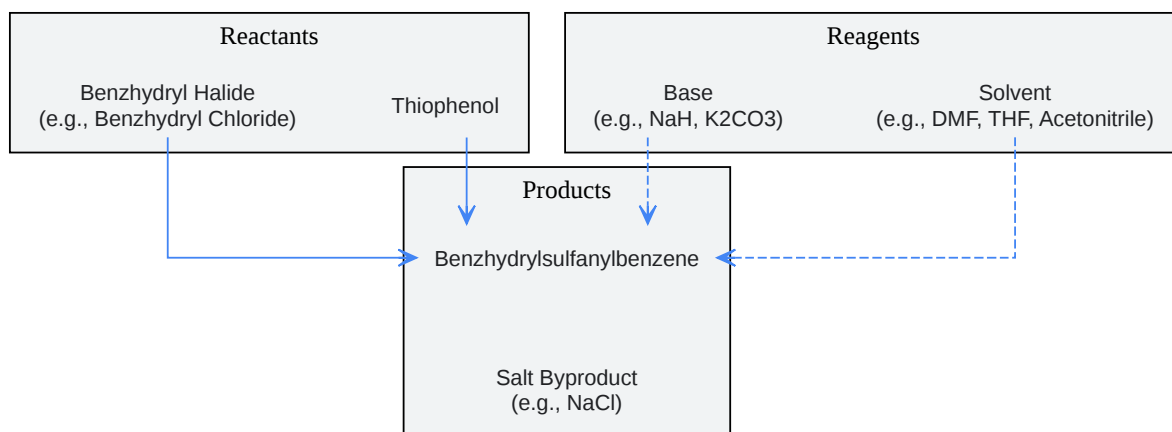 Reactants
Benzhydryl Halide
(e.g., Benzhydryl Chloride)
Thiophenol
Reagents
Base
(e.g., NaH, K2CO3)
Solvent
(e.g., DMF, THF, Acetonitrile)
Products
Benzhydrylsulfanylbenzene
Salt Byproduct
(e.g., NaCl)